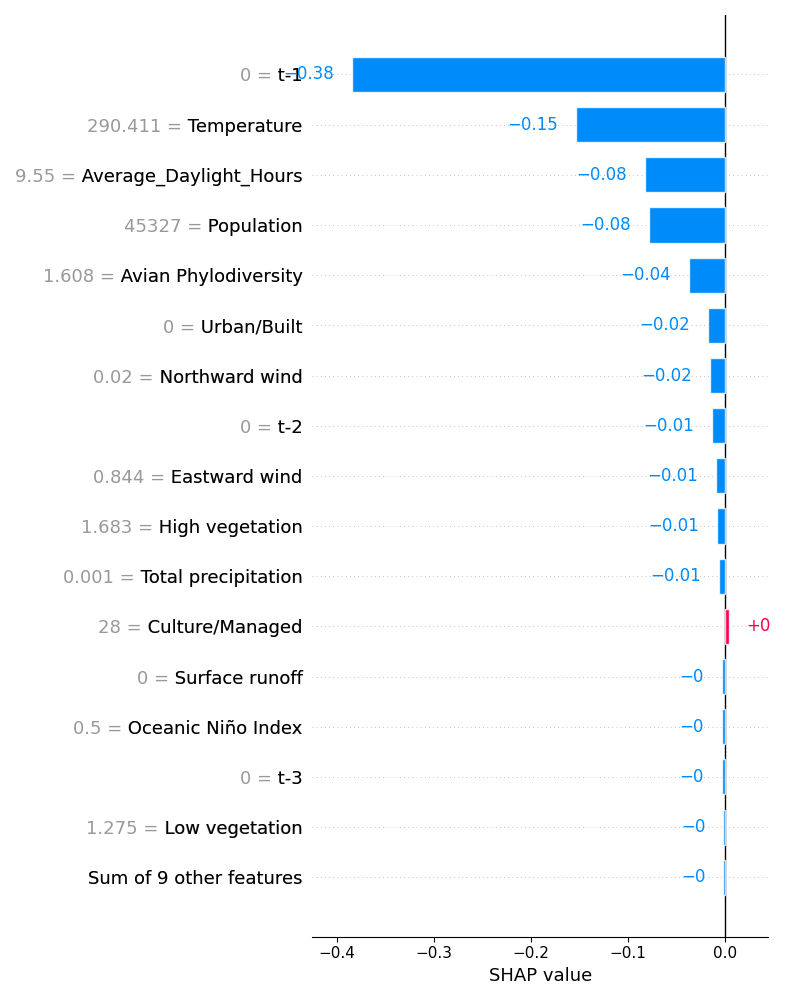 0 = t-1 −0.38
290.411 = Temperature −0.15
9.55 = Average_Daylight_Hours −0.08
45327 = Population −0.08
1.608 = Avian Phylodiversity −0.04
0 = Urban/Built −0.02
0.02 = Northward wind −0.02
0 = t-2 −0.01
0.844 = Eastward wind −0.01
1.683 = High vegetation −0.01
0.001 = Total precipitation −0.01
28 = Culture/Managed +0
0 = Surface runoff −0
0.5 = Oceanic Niño Index −0
0 = t-3 −0
1.275 = Low vegetation −0
Sum of 9 other features −0
−0.4 −0.3 −0.2 −0.1 0.0
SHAP value